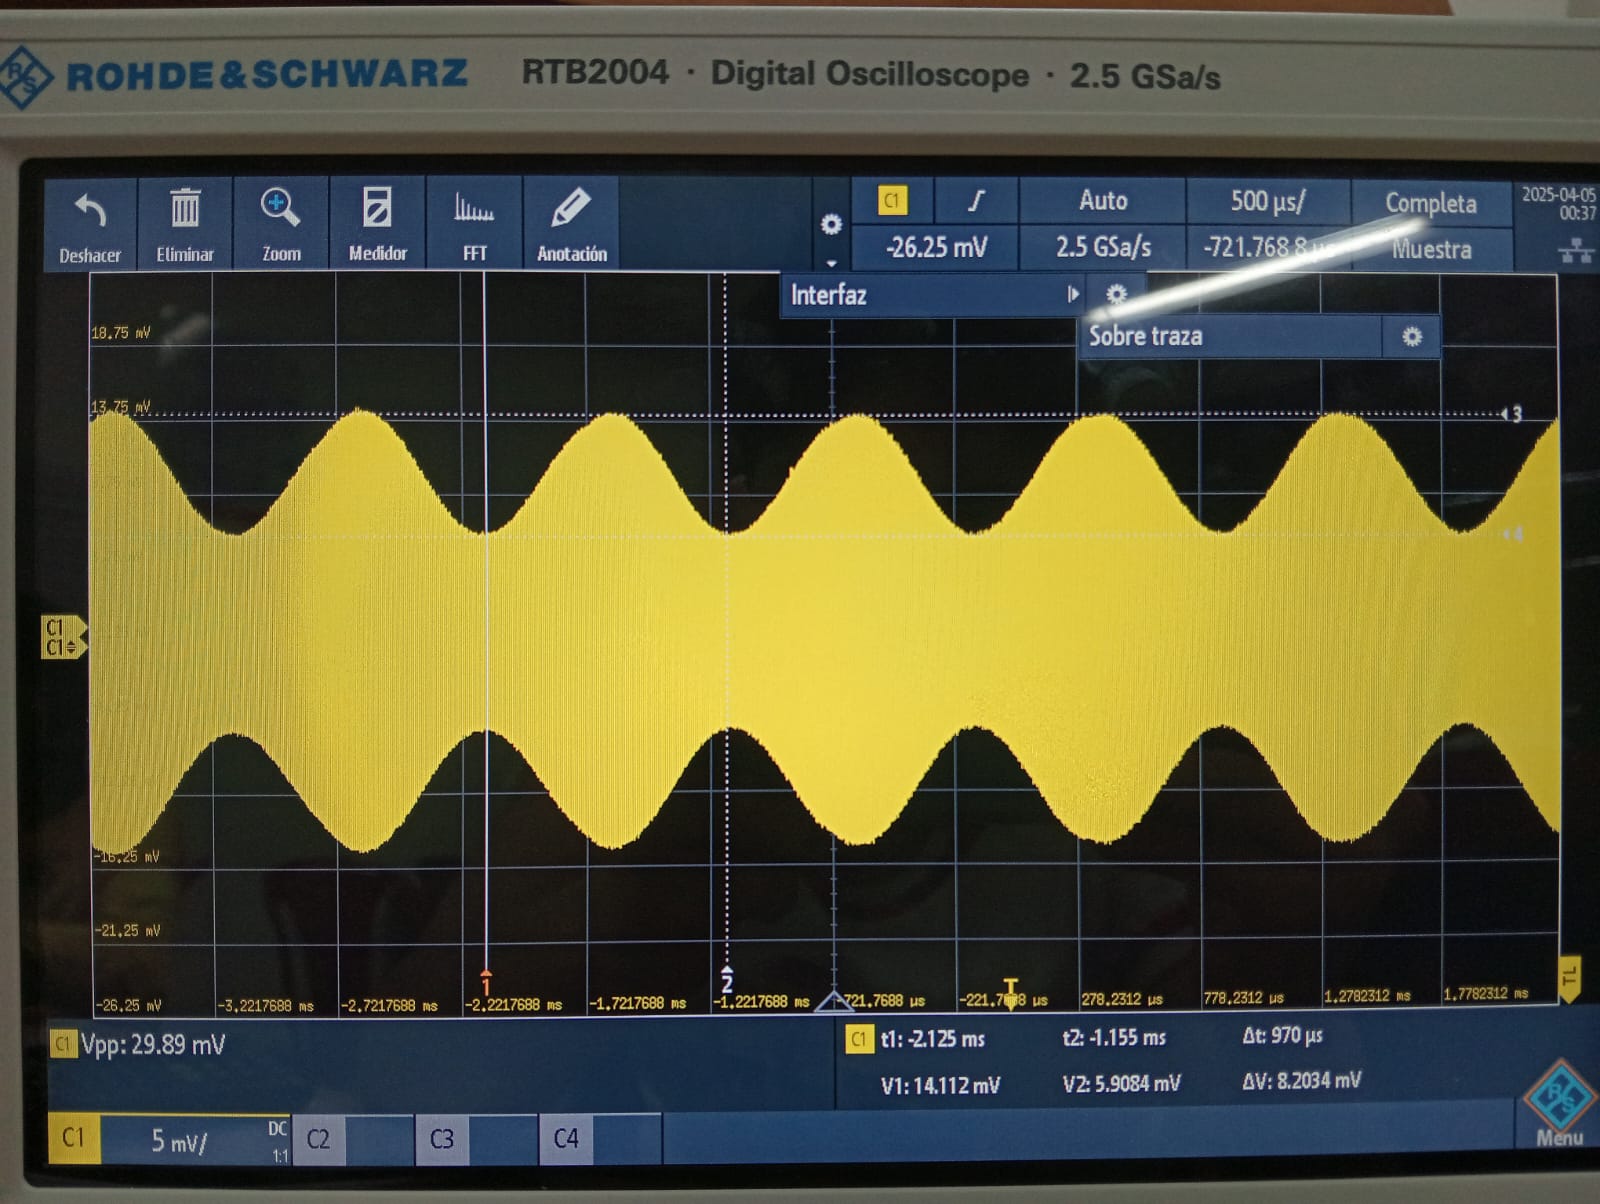 ROHDE&SCHWARZ RTB2004 · Digital Oscilloscope · 2.5 GSa/s
Deshacer Eliminar Zoom Medidor FFT Anotación
C1 Auto 500 µs/ Completa
-26.25 mV 2.5 GSa/s -721.768 8 µs Muestra
2025-04-05
00:37
Interfaz
Sobre traza
18.75 mV
13.75 mV
3
4
C1
C1
-16.25 mV
-21.25 mV
1
2
T
TL
-26.25 mV -3.2217688 ms -2.7217688 ms -2.2217688 ms -1.7217688 ms -1.2217688 ms -721.7688 µs 278.2312 µs 778.2312 µs 1.2782312 ms 1.7782312 ms
C1 Vpp: 29.89 mV
C1 t1: -2.125 ms t2: -1.155 ms Δt: 970 µs
V1: 14.112 mV V2: 5.9084 mV ΔV: 8.2034 mV
C1 5 mV/ DC
1:1
C2 C3 C4
R S
Menu